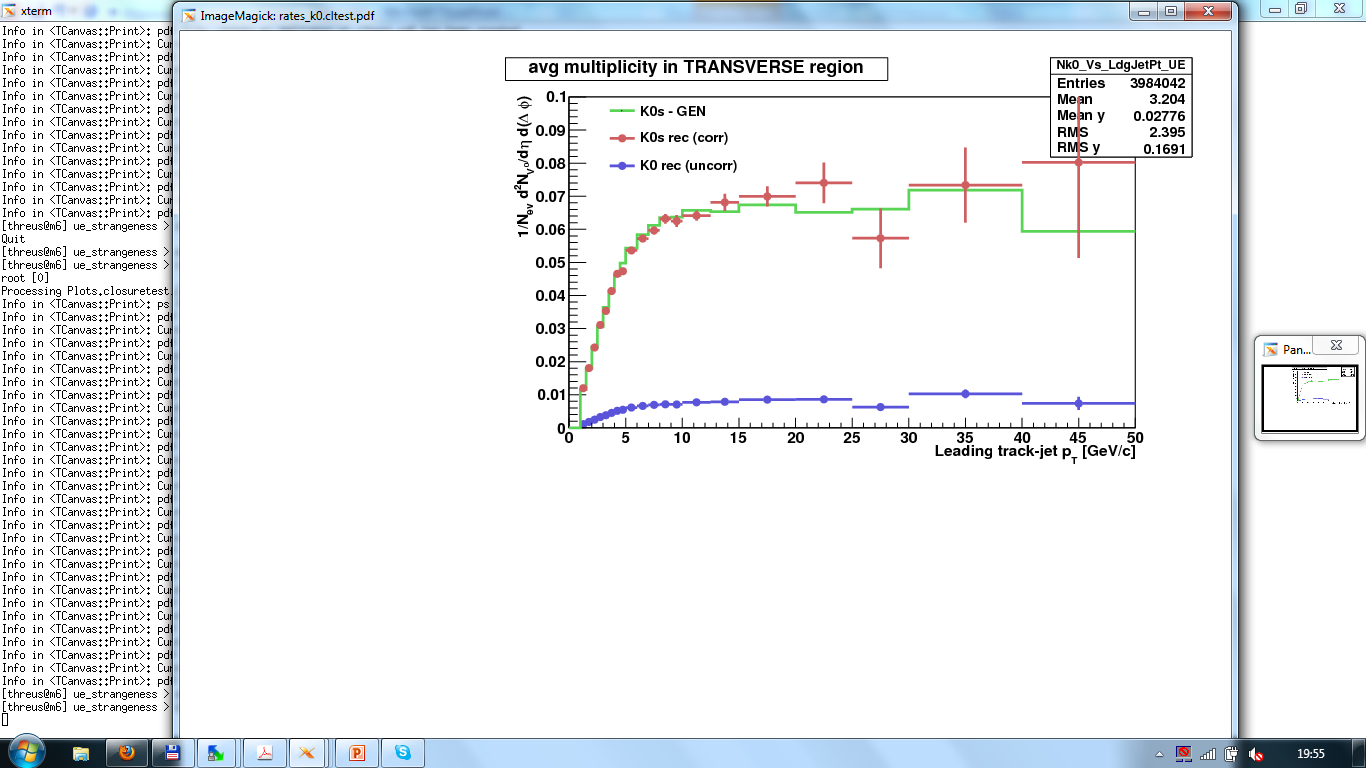 xterm
ImageMagick: rates_k0.cltest.pdf
Info in <TCanvas::Print>: pdf
Info in <TCanvas::Print>: Cur
Info in <TCanvas::Print>: pdf
Info in <TCanvas::Print>: Cur
Info in <TCanvas::Print>: pdf
Info in <TCanvas::Print>: Cur
Info in <TCanvas::Print>: pdf
Info in <TCanvas::Print>: Cur
Info in <TCanvas::Print>: pdf
Info in <TCanvas::Print>: Cur
Info in <TCanvas::Print>: pdf
Info in <TCanvas::Print>: Cur
Info in <TCanvas::Print>: pdf
Info in <TCanvas::Print>: Cur
Info in <TCanvas::Print>: pdf
[threus@m6] ue_strangeness >
Quit
[threus@m6] ue_strangeness >
[threus@m6] ue_strangeness >
root [0]
Processing Plots.closuretest.
Info in <TCanvas::Print>: ps
Info in <TCanvas::Print>: Cur
Info in <TCanvas::Print>: pdf
Info in <TCanvas::Print>: Cur
Info in <TCanvas::Print>: pdf
Info in <TCanvas::Print>: Cur
Info in <TCanvas::Print>: pdf
Info in <TCanvas::Print>: Cur
Info in <TCanvas::Print>: pdf
Info in <TCanvas::Print>: Cur
Info in <TCanvas::Print>: pdf
Info in <TCanvas::Print>: Cur
Info in <TCanvas::Print>: pdf
Info in <TCanvas::Print>: Cur
Info in <TCanvas::Print>: pdf
Info in <TCanvas::Print>: Cur
Info in <TCanvas::Print>: pdf
Info in <TCanvas::Print>: Cur
Info in <TCanvas::Print>: pdf
Info in <TCanvas::Print>: Cur
Info in <TCanvas::Print>: pdf
Info in <TCanvas::Print>: Cur
Info in <TCanvas::Print>: pdf
Info in <TCanvas::Print>: Cur
Info in <TCanvas::Print>: pdf
Info in <TCanvas::Print>: Cur
Info in <TCanvas::Print>: pdf
Info in <TCanvas::Print>: Cur
Info in <TCanvas::Print>: pdf
[threus@m6] ue_strangeness >
[threus@m6] ue_strangeness >
avg multiplicity in TRANSVERSE region
Nk0_Vs_LdgJetPt_UE
Entries 3984042
Mean 3.204
Mean y 0.02776
RMS 2.395
RMS y 0.1691
1/Nev d²NV⁰/dη d(Δ ϕ)
K0s - GEN
K0s rec (corr)
K0 rec (uncorr)
0.1
0.09
0.08
0.07
0.06
0.05
0.04
0.03
0.02
0.01
0
0 5 10 15 20 25 30 35 40 45 50
Leading track-jet pT [GeV/c]
Pan...
19:55